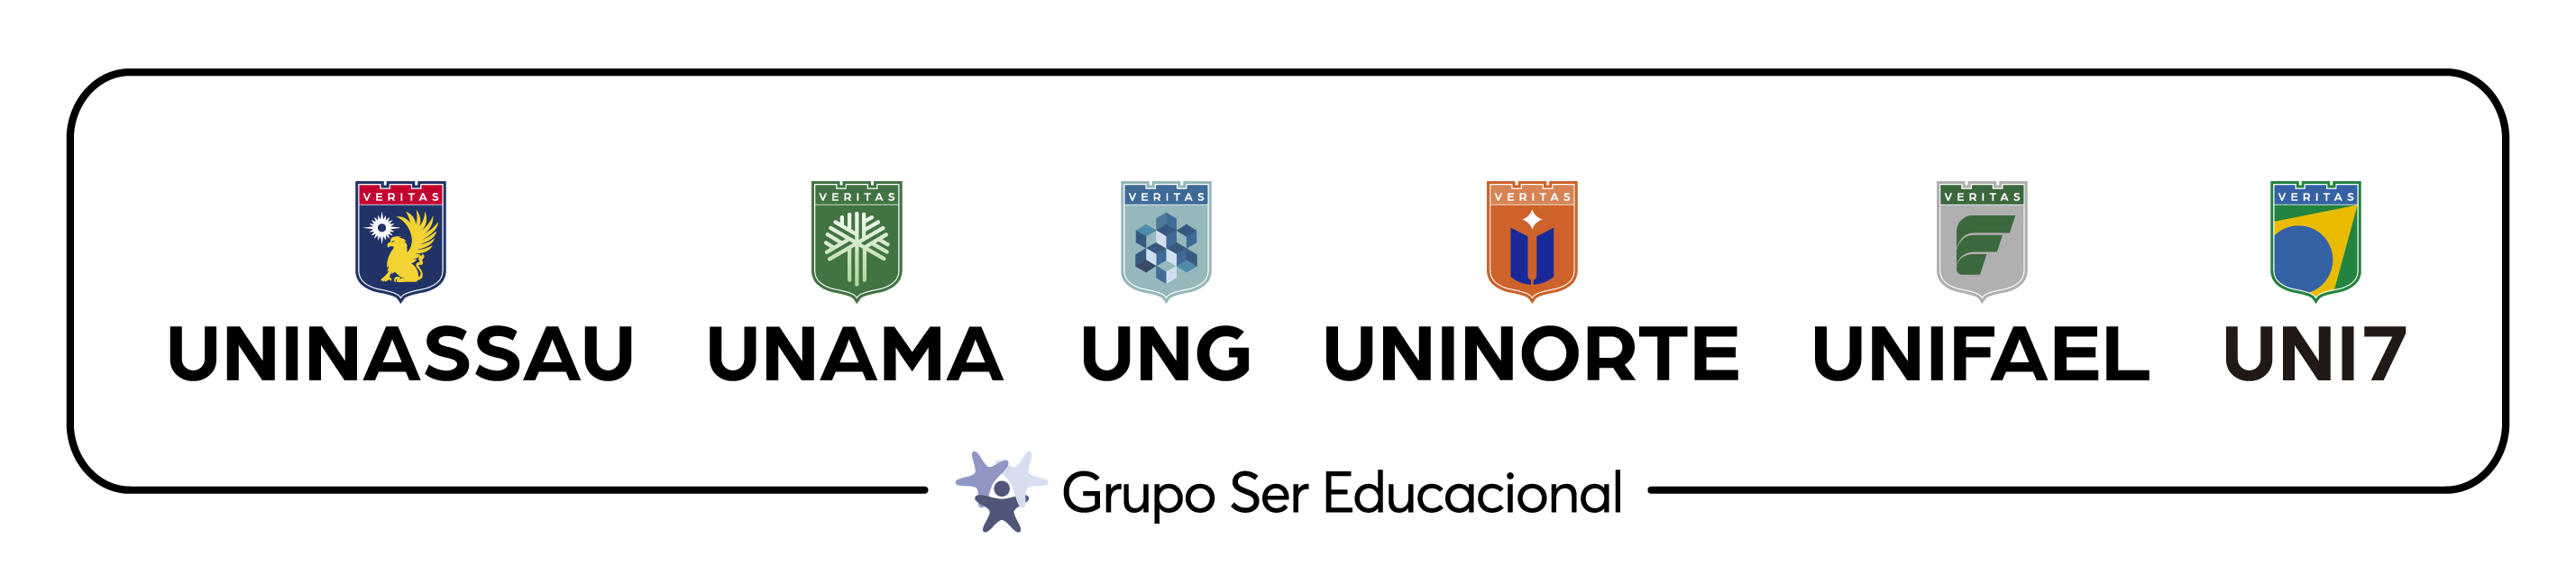 VERITAS VERITAS VERITAS VERITAS VERITAS VERITAS
UNINASSAU UNAMA UNG UNINORTE UNIFAEL UNI7
Grupo Ser Educacional